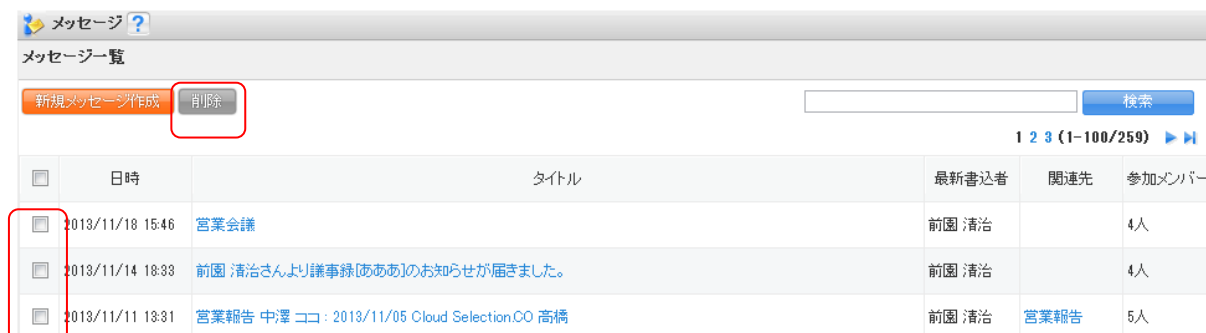 メッセージ ?
メッセージ一覧
新規メッセージ作成 削除 検索
1 2 3 (1-100/259)
日時 タイトル 最新書込者 関連先 参加メンバー
2013/11/18 15:46 営業会議 前園 清治 4人
2013/11/14 18:33 前園 清治さんより議事録[あああ]のお知らせが届きました。 前園 清治 4人
2013/11/11 13:31 営業報告 中澤 ココ : 2013/11/05 Cloud Selection.CO 高橋 前園 清治 営業報告 5人